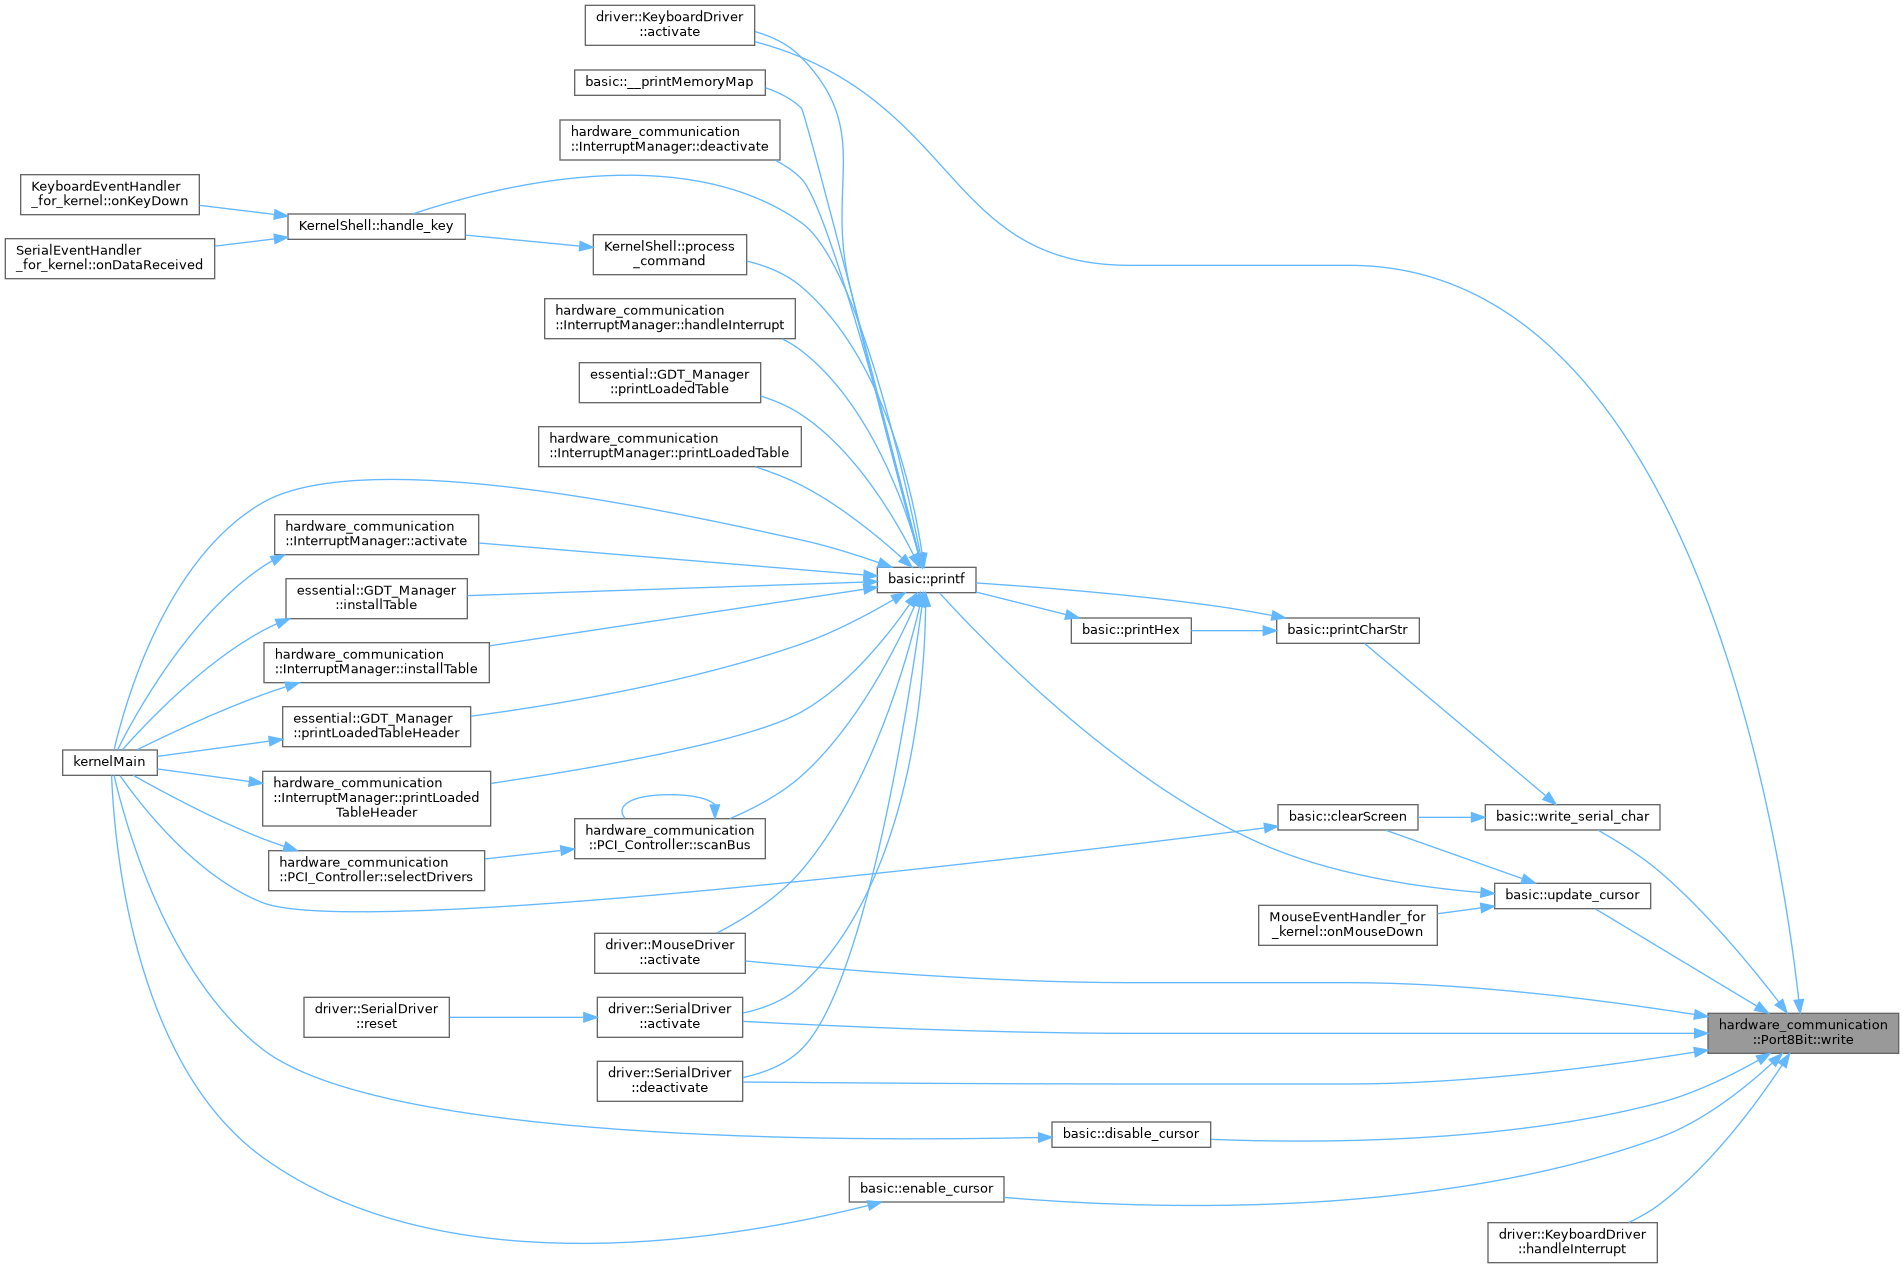 driver::KeyboardDriver
::activate
basic::__printMemoryMap
hardware_communication
::InterruptManager::deactivate
KeyboardEventHandler
_for_kernel::onKeyDown
KernelShell::handle_key
SerialEventHandler
_for_kernel::onDataReceived
KernelShell::process
_command
hardware_communication
::InterruptManager::handleInterrupt
essential::GDT_Manager
::printLoadedTable
hardware_communication
::InterruptManager::printLoadedTable
hardware_communication
::InterruptManager::activate
basic::printf
essential::GDT_Manager
::installTable
basic::printHex
basic::printCharStr
hardware_communication
::InterruptManager::installTable
essential::GDT_Manager
::printLoadedTableHeader
kernelMain
hardware_communication
::InterruptManager::printLoaded
TableHeader
basic::clearScreen
basic::write_serial_char
hardware_communication
::PCI_Controller::scanBus
hardware_communication
::PCI_Controller::selectDrivers
basic::update_cursor
MouseEventHandler_for
_kernel::onMouseDown
driver::MouseDriver
::activate
driver::SerialDriver
::reset
driver::SerialDriver
::activate
hardware_communication
::Port8Bit::write
driver::SerialDriver
::deactivate
basic::disable_cursor
basic::enable_cursor
driver::KeyboardDriver
::handleInterrupt